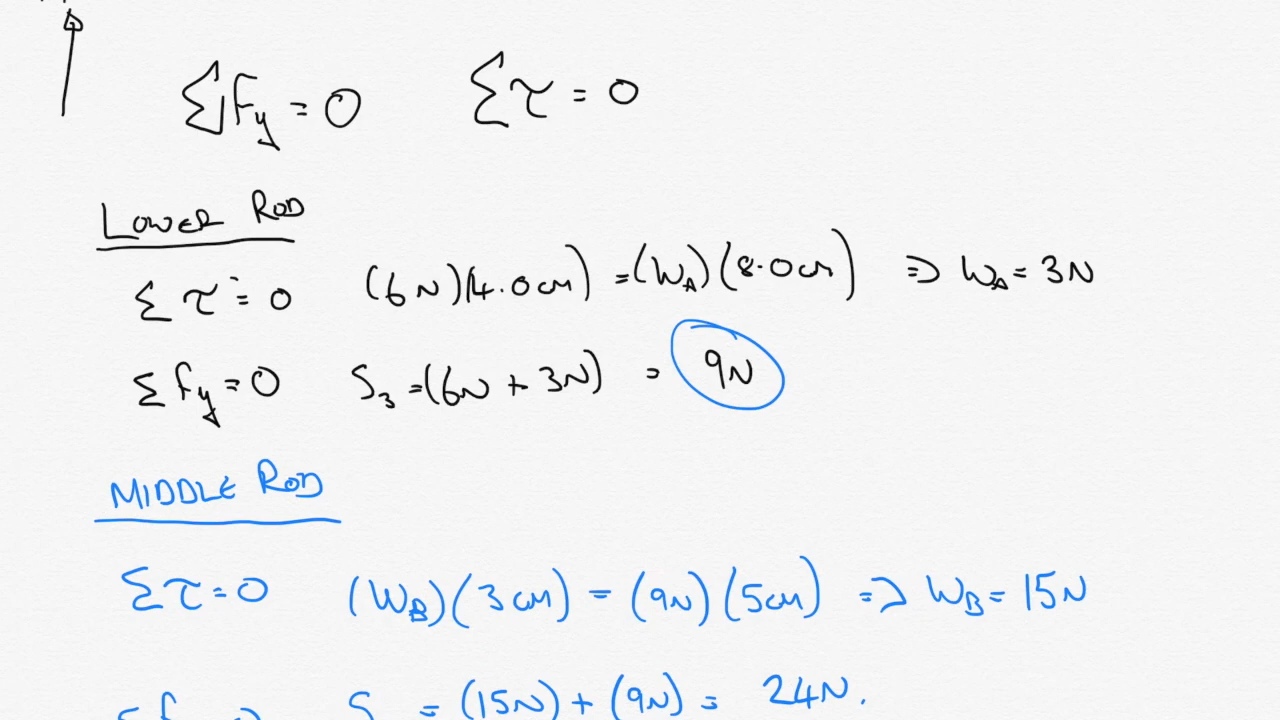 ΣFy = 0 Στ = 0
LOWER ROD
Στ = 0 (6N)(4.0cm) = (WA)(8.0cm) ⇒ WA = 3N
ΣFy = 0 S3 = (6N + 3N) = 9N
MIDDLE ROD
Στ = 0 (WB)(3cm) = (9N)(5cm) ⇒ WB = 15N
S = (15N) + (9N) = 24N.